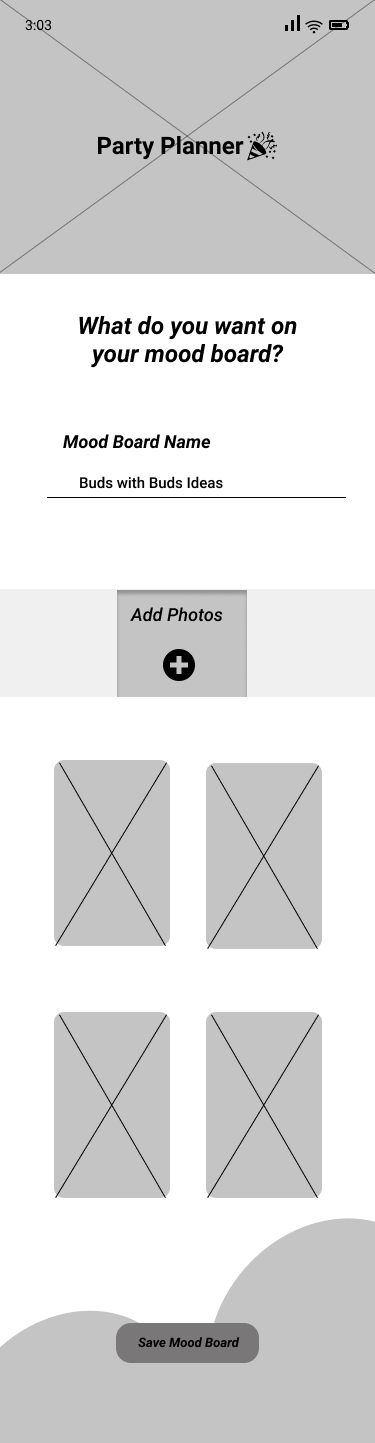 3:03
Party Planner
What do you want on
your mood board?
Mood Board Name
Buds with Buds Ideas
Add Photos
Save Mood Board